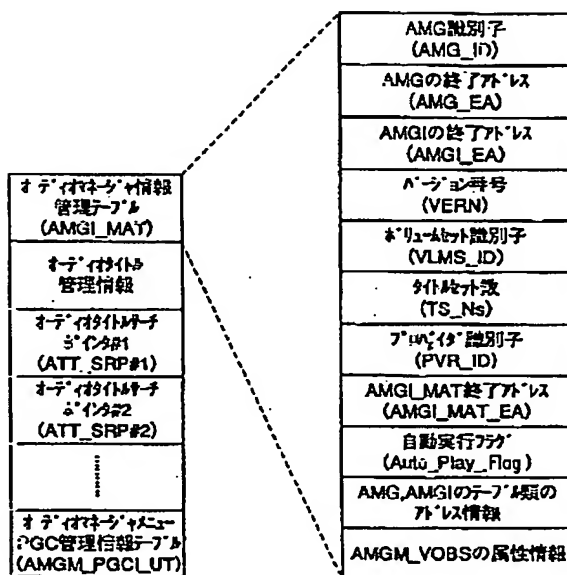 オーディオマネージャ情報
管理テーブル
(AMGI_MAT)
オーディオタイトル
管理情報
オーディオタイトルサーチ
ポインタ#1
(ATT_SRP#1)
オーディオタイトルサーチ
ポインタ#2
(ATT_SRP#2)
オーディオマネージャメニュー
PGC管理情報テーブル
(AMGM_PGCI_UT)
AMG識別子
(AMG_ID)
AMGの終了アドレス
(AMG_EA)
AMGIの終了アドレス
(AMGI_EA)
バージョン番号
(VERN)
ボリュームセット識別子
(VLMS_ID)
タイトルセット数
(TS_Ns)
プロバイダ識別子
(PVR_ID)
AMGI_MAT終了アドレス
(AMGI_MAT_EA)
自動実行フラグ
(Auto_Play_Flag)
AMG,AMGIのテーブル類の
アドレス情報
AMGM_VOBSの属性情報